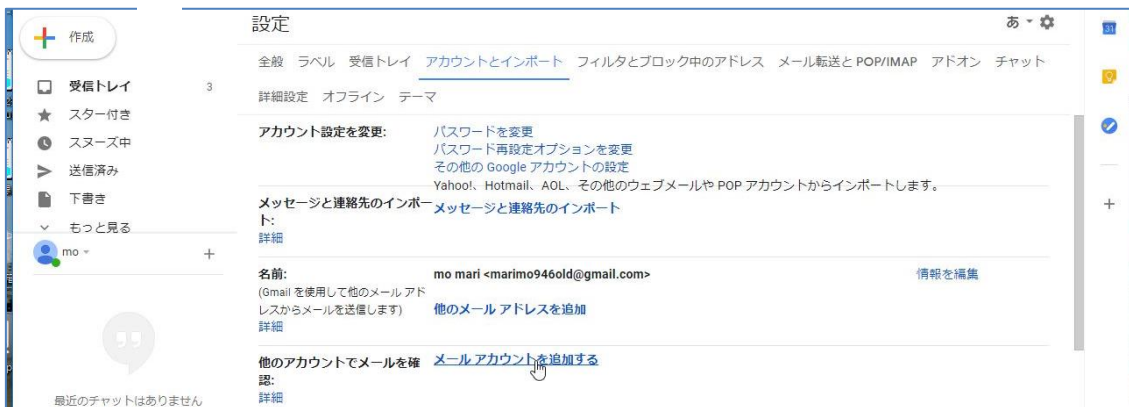 作成
受信トレイ 3
スター付き
スヌーズ中
送信済み
下書き
もっと見る
mo
最近のチャットはありません
設定
あ
全般 ラベル 受信トレイ アカウントとインポート フィルタとブロック中のアドレス メール転送と POP/IMAP アドオン チャット
詳細設定 オフライン テーマ
アカウント設定を変更: パスワードを変更
パスワード再設定オプションを変更
その他の Google アカウントの設定
Yahoo!、Hotmail、AOL、その他のウェブメールや POP アカウントからインポートします。
メッセージと連絡先のインポー メッセージと連絡先のインポート
ト:
詳細
名前: mo mari <marimo946old@gmail.com> 情報を編集
(Gmail を使用して他のメール アド
レスからメールを送信します) 他のメール アドレスを追加
詳細
他のアカウントでメールを確 メール アカウントを追加する
認:
詳細
31